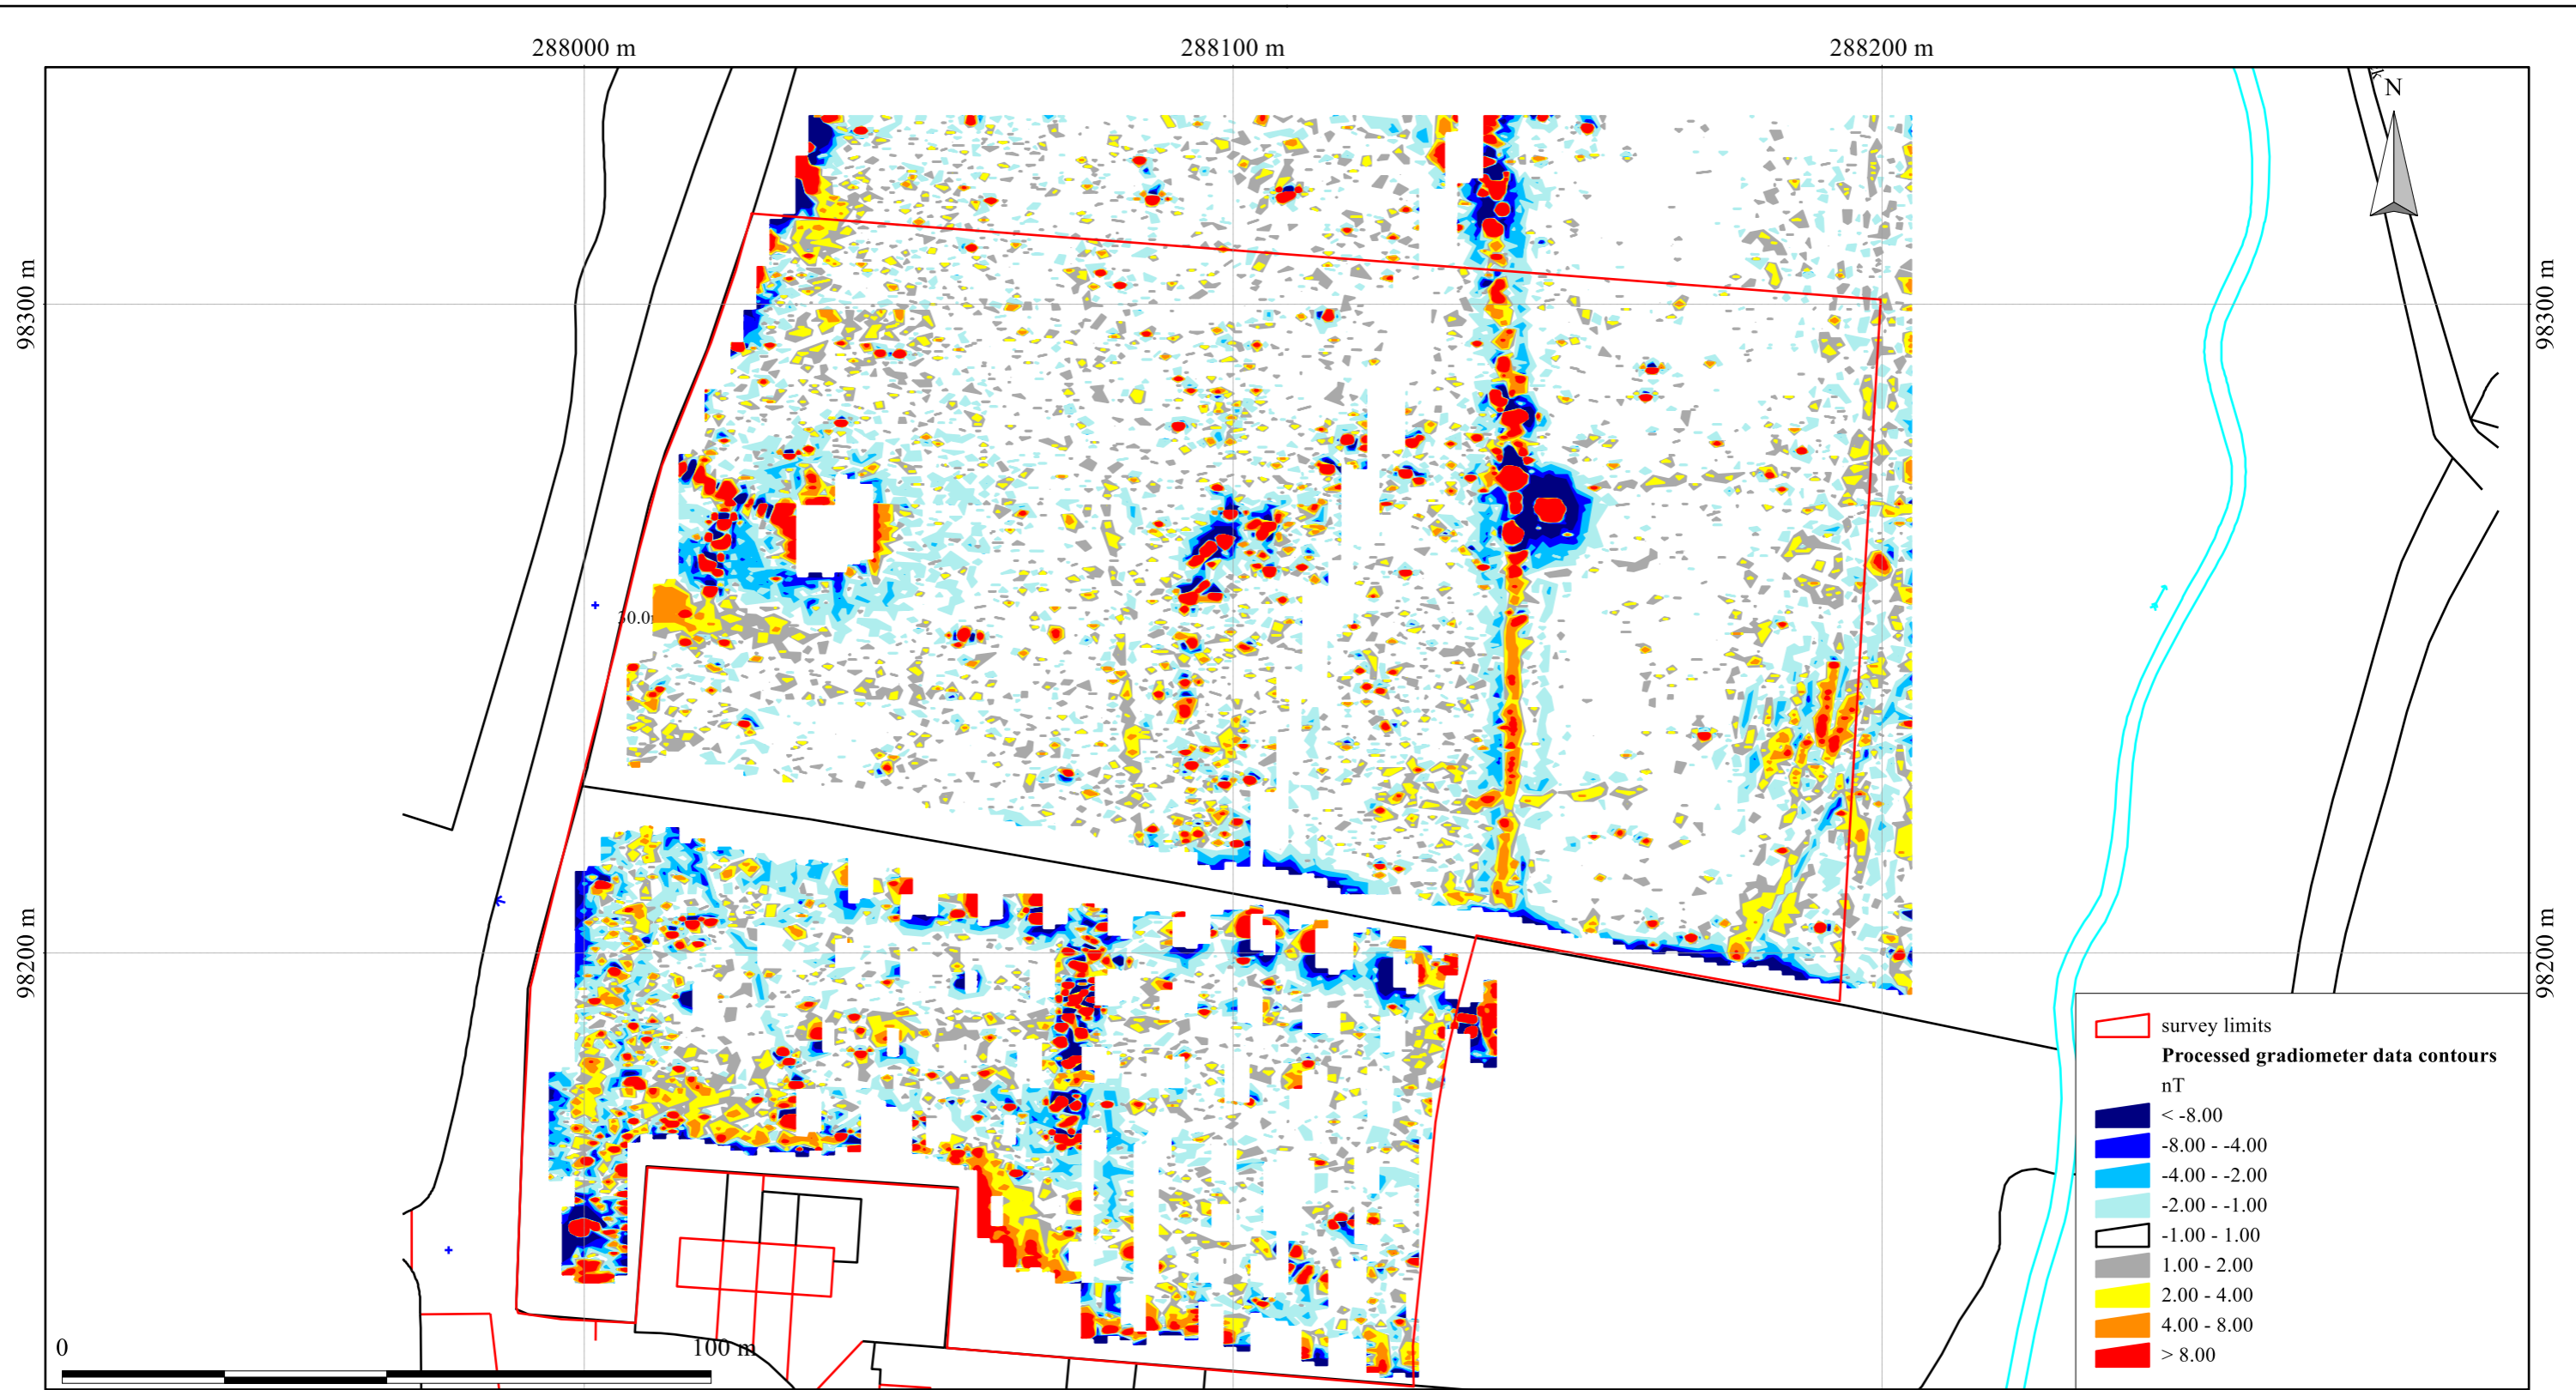 288000 m
288100 m
288200 m
k
N
98300 m
98300 m
30.0
98200 m
98200 m
survey limits
Processed gradiometer data contours
nT
< -8.00
-8.00 - -4.00
-4.00 - -2.00
-2.00 - -1.00
-1.00 - 1.00
1.00 - 2.00
2.00 - 4.00
4.00 - 8.00
> 8.00
0
100 m